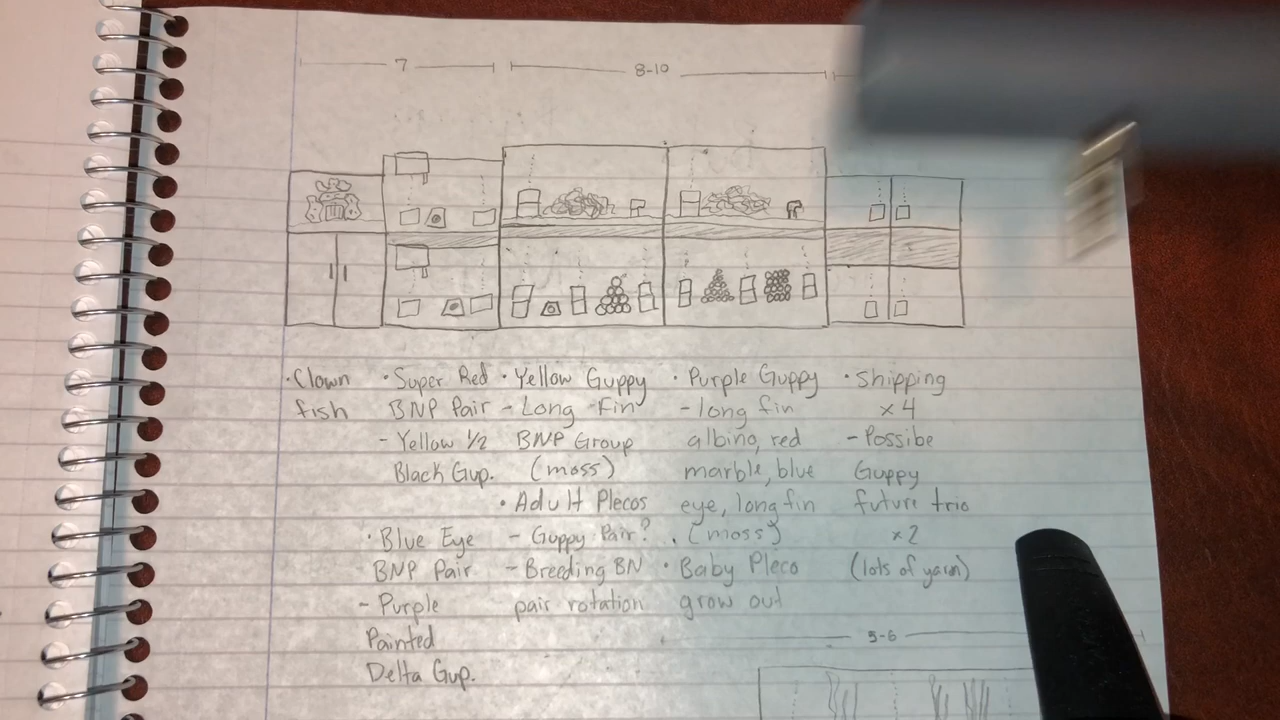 7
8-10
·Clown
fish
·Super Red
BNP Pair
- Yellow 1/2
Black Gup.
·Blue Eye
BNP Pair
- Purple
Painted
Delta Gup.
·Yellow Guppy
- Long Fin
BNP Group
(moss)
·Adult Plecos
- Guppy Pair?
- Breeding BN
pair rotation
·Purple Guppy
- long fin
albino, red
marble, blue
eye, long fin
(moss)
·Baby Pleco
grow out
·Shipping
x4
- Possibe
Guppy
future trio
x2
(lots of yarn)
5-6